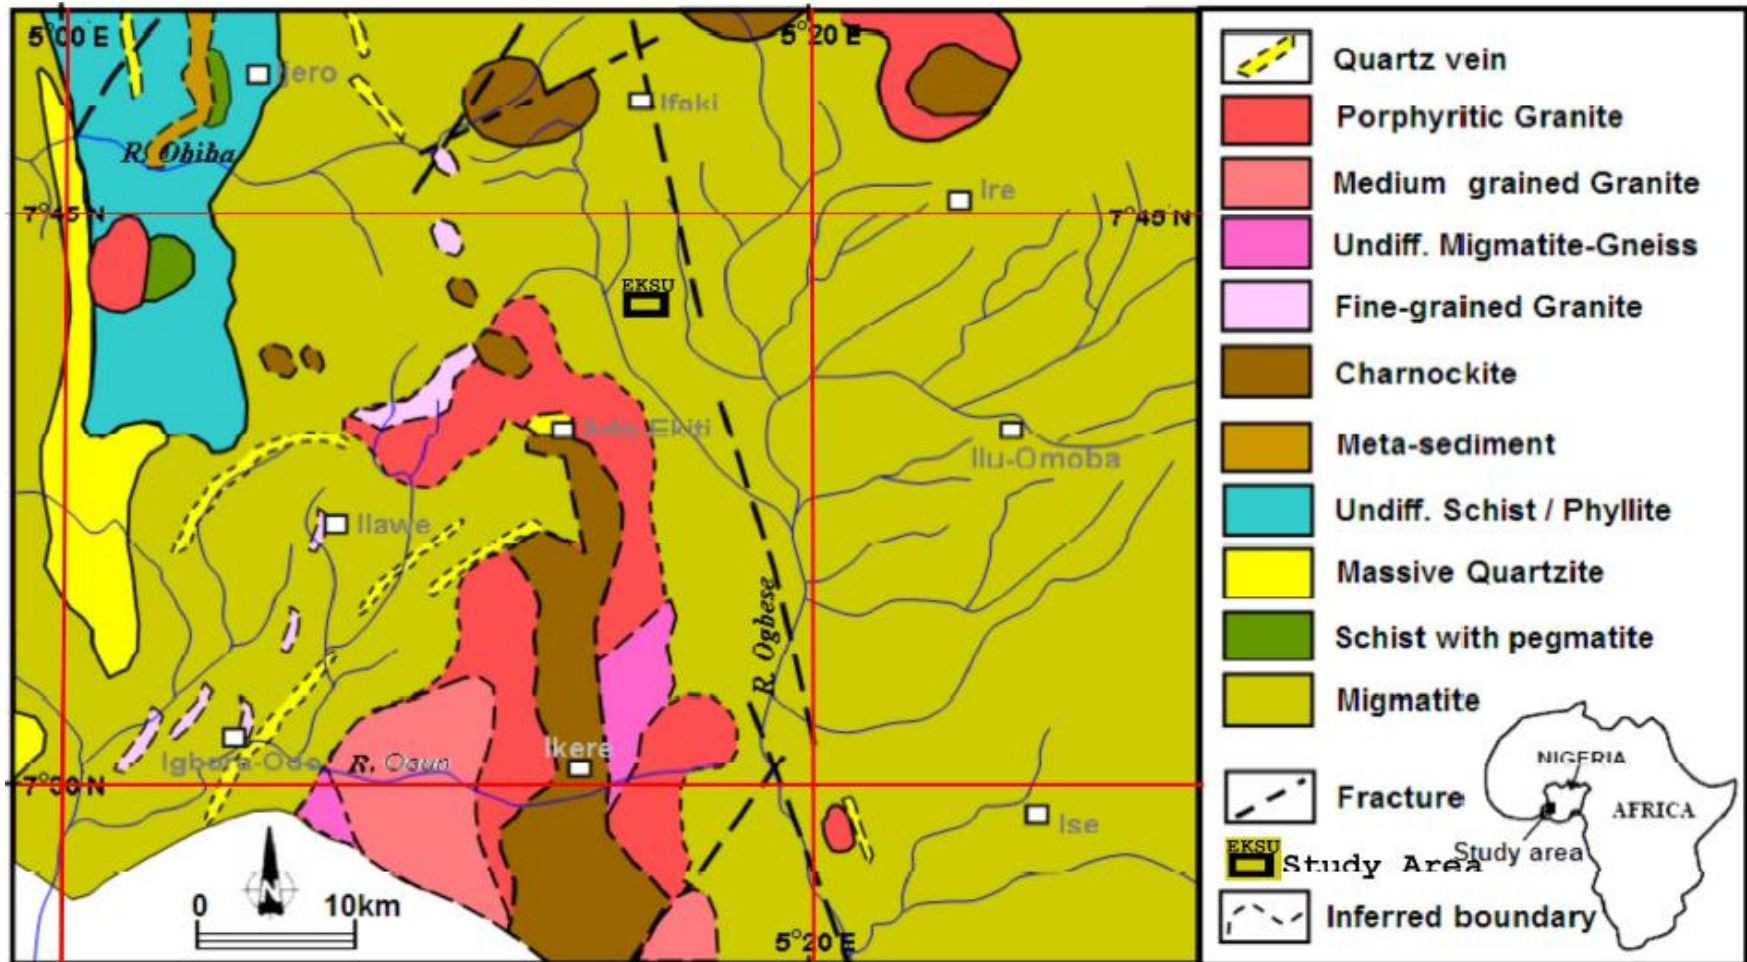 5°00 E
5°20 E
Ijero
Ifaki
R. Obiba
Ire
7°45 N
7°45 N
EKSU
Ado-Ekiti
Ilu-Omoba
Ilawe
R. Ogbese
Igbara-Odo
R. Osun
Ikere
7°30 N
Ise
N
0 10km
5°20 E
Quartz vein
Porphyritic Granite
Medium grained Granite
Undiff. Migmatite-Gneiss
Fine-grained Granite
Charnockite
Meta-sediment
Undiff. Schist / Phyllite
Massive Quartzite
Schist with pegmatite
Migmatite
Fracture
EKSU
Study Area
Inferred boundary
NIGERIA
AFRICA
Study area